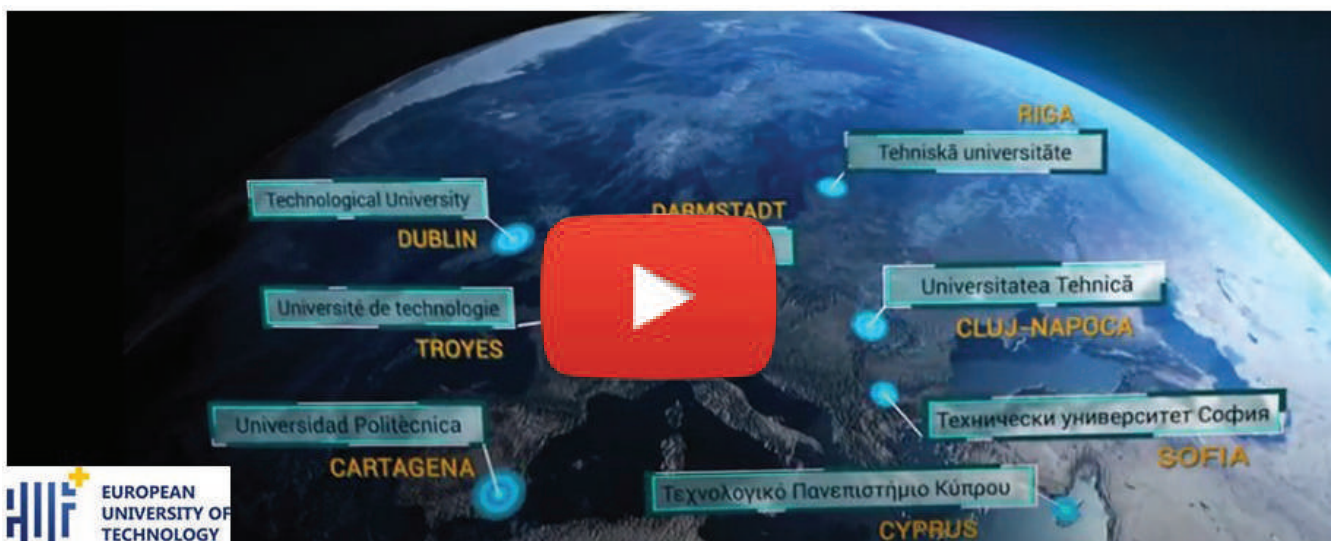 RIGA
Tehniskā universitāte
Technological University
DUBLIN
DARMSTADT
Université de technologie
TROYES
Universitatea Tehnică
CLUJ-NAPOCA
Universidad Politècnica
CARTAGENA
Технически университет София
SOFIA
Τεχνολογικό Πανεπιστήμιο Κύπρου
CYPRUS
EUROPEAN
UNIVERSITY OF
TECHNOLOGY